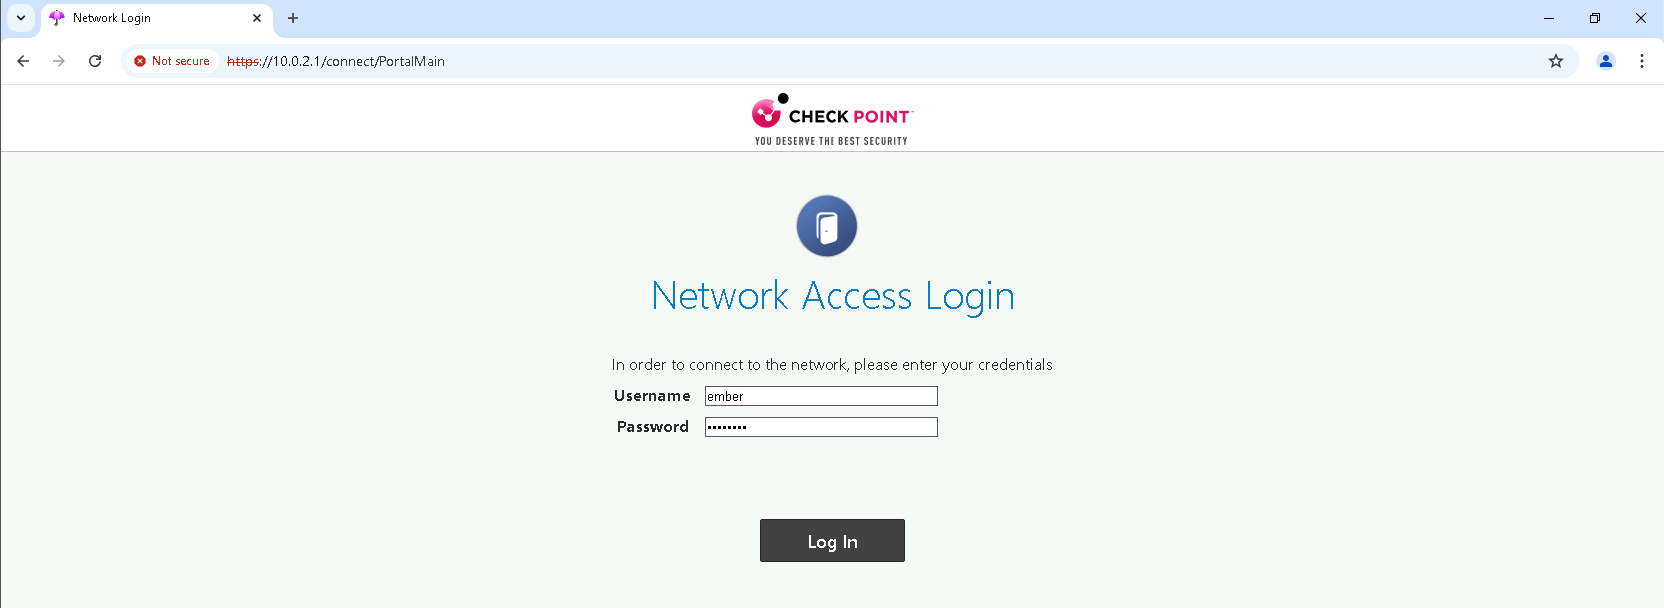 Network Login
Not secure https://10.0.2.1/connect/PortalMain
CHECK POINT™
YOU DESERVE THE BEST SECURITY
Network Access Login
In order to connect to the network, please enter your credentials
Username ember
Password ••••••••
Log In